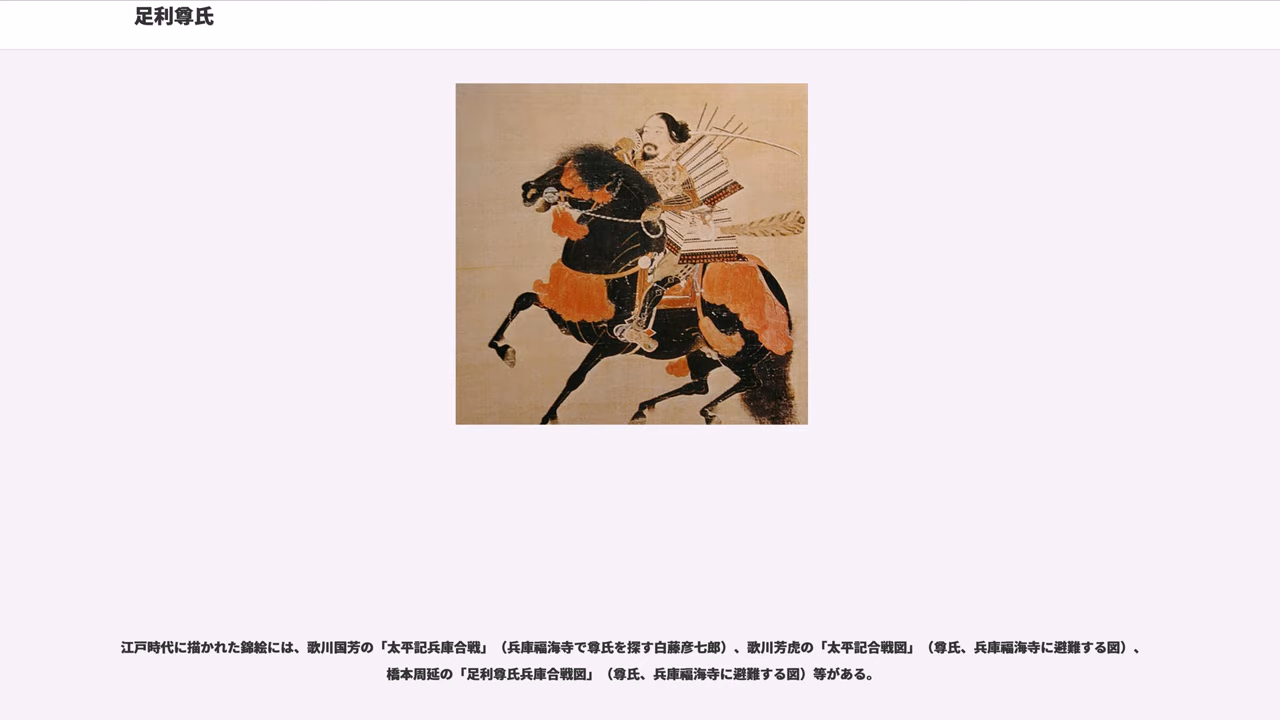 足利尊氏
江戸時代に描かれた錦絵には、歌川国芳の「太平記兵庫合戦」（兵庫福海寺で尊氏を探す白藤彦七郎）、歌川芳虎の「太平記合戦図」（尊氏、兵庫福海寺に避難する図）、
橋本周延の「足利尊氏兵庫合戦図」（尊氏、兵庫福海寺に避難する図）等がある。